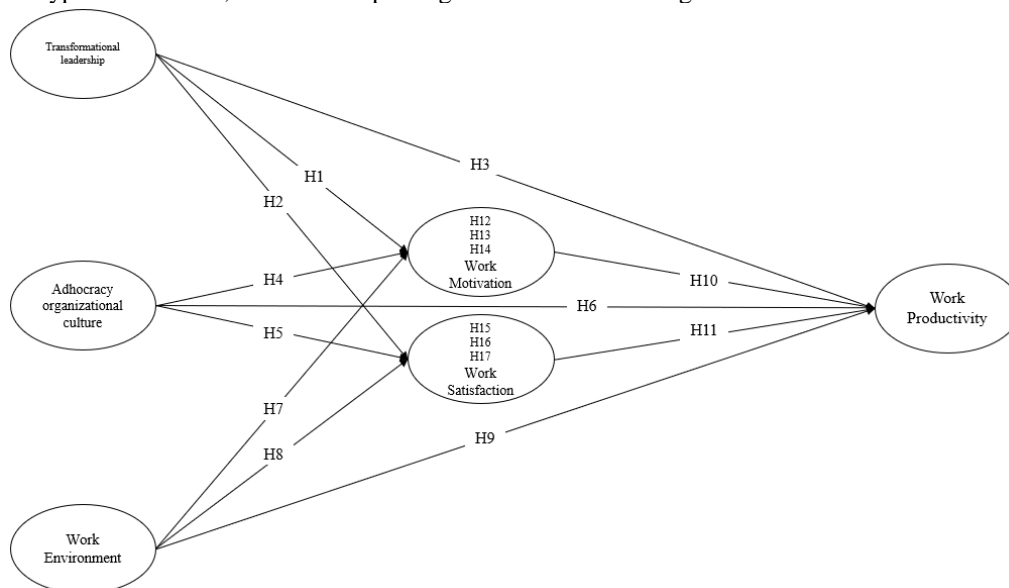 Transformational
leadership
H3
H1
H2
H12
H13
H14
Work
Motivation
H4
H10
Adhocracy
organizational
culture
H6
Work
Productivity
H5
H15
H16
H17
Work
Satisfaction
H11
H7
H9
H8
Work
Environment